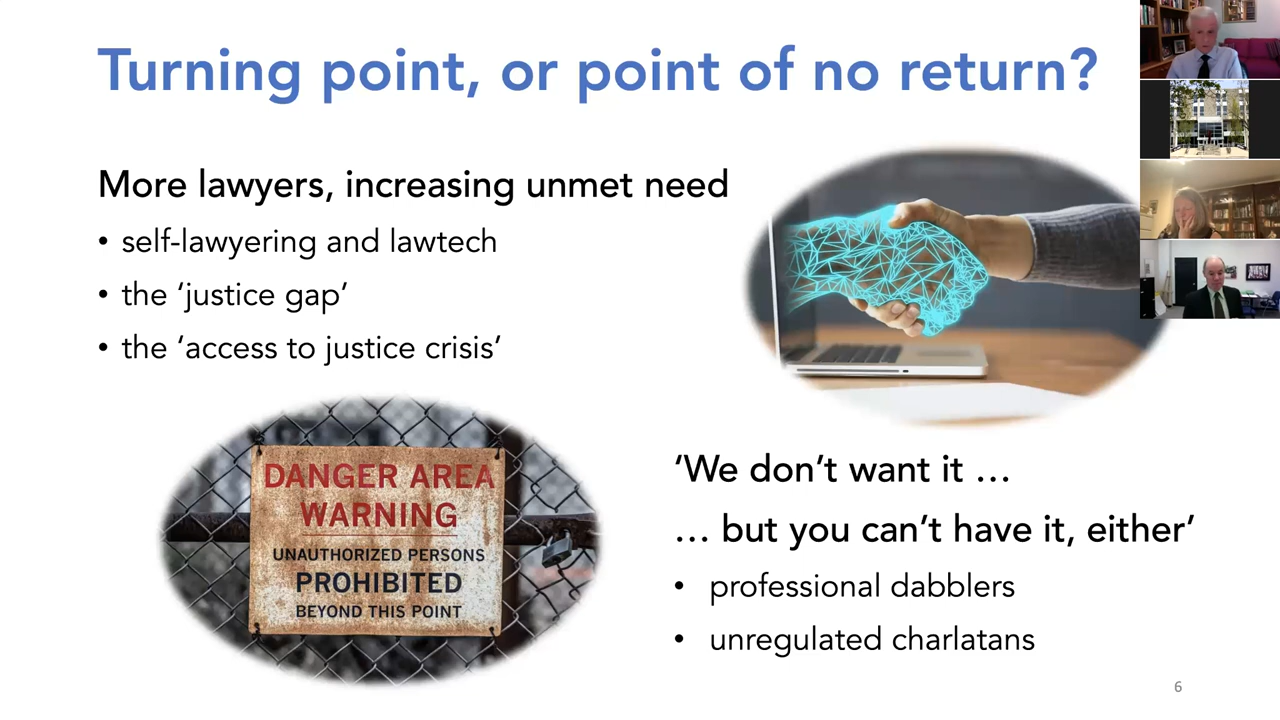 Turning point, or point of no return?
More lawyers, increasing unmet need
• self-lawyering and lawtech
• the ‘justice gap’
• the ‘access to justice crisis’
DANGER AREA
WARNING
UNAUTHORIZED PERSONS
PROHIBITED
BEYOND THIS POINT
‘We don’t want it …
… but you can’t have it, either’
• professional dabblers
• unregulated charlatans
6